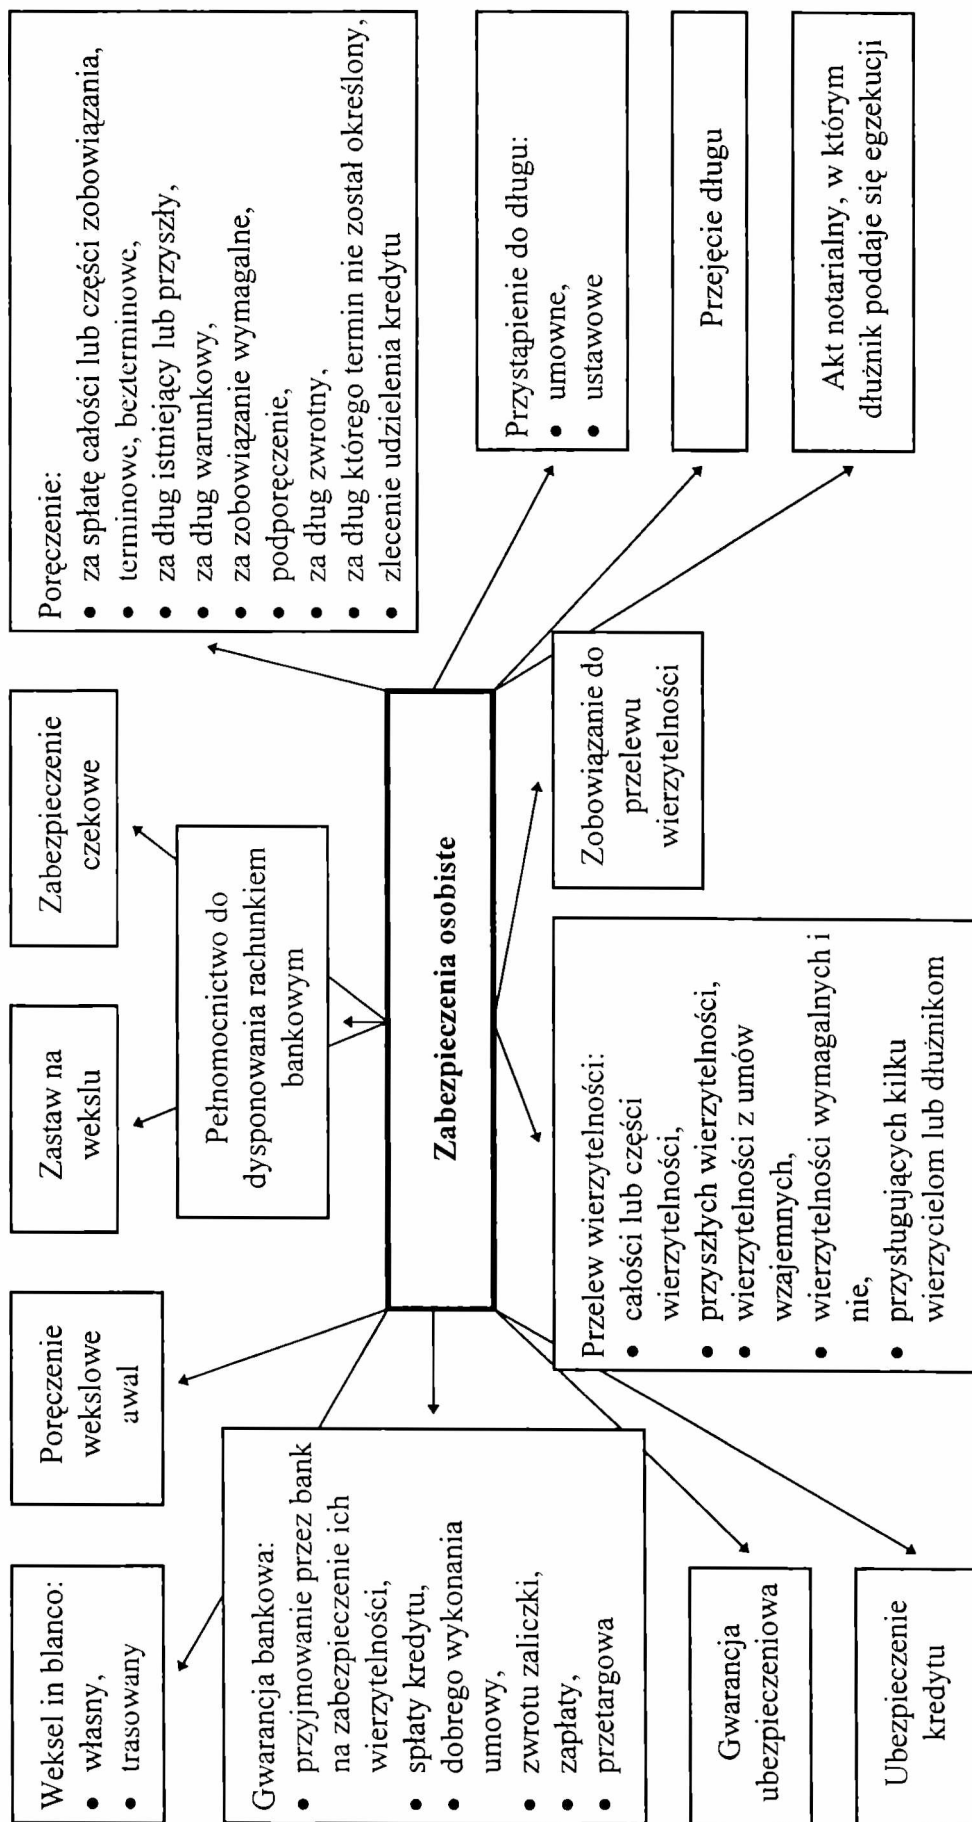 Weksel in blanco:
• własny,
• trasowany
Poręczenie
wekslowe
awal
Zastaw na
wekslu
Zabezpieczenie
czekowe
Poręczenie:
• za spłatę całości lub części zobowiązania,
• terminowe, bezterminowe,
• za dług istniejący lub przyszły,
• za dług warunkowy,
• za zobowiązanie wymagalne,
• podporęczenie,
• za dług zwrotny,
• za dług którego termin nie został określony,
• zlecenie udzielenia kredytu
Pełnomocnictwo do
dysponowania rachunkiem
bankowym
Gwarancja bankowa:
• przyjmowanie przez bank
na zabezpieczenie ich
wierzytelności,
• spłaty kredytu,
• dobrego wykonania
umowy,
• zwrotu zaliczki,
• zapłaty,
• przetargowa
Zabezpieczenia osobiste
Przystąpienie do długu:
• umowne,
• ustawowe
Przejęcie długu
Akt notarialny, w którym
dłużnik poddaje się egzekucji
Zobowiązanie do
przelewu
wierzytelności
Przelew wierzytelności:
• całości lub części
wierzytelności,
• przyszłych wierzytelności,
• wierzytelności z umów
wzajemnych,
• wierzytelności wymagalnych i
nie,
• przysługujących kilku
wierzycielom lub dłużnikom
Gwarancja
ubezpieczeniowa
Ubezpieczenie
kredytu